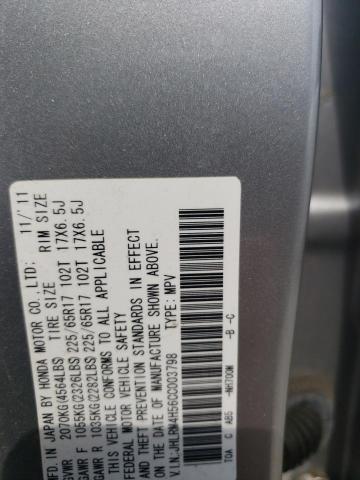 MFD. IN JAPAN BY HONDA MOTOR CO.,LTD: 11/ 11
GVWR 2070KG(4564LBS) TIRE SIZE RIM SIZE
GAWR F 1055KG(2326LBS) 225/65R17 102T 17X6.5J
GAWR R 1035KG(2282LBS) 225/65R17 102T 17X6.5J
THIS VEHICLE CONFORMS TO ALL APPLICABLE
FEDERAL MOTOR VEHICLE SAFETY
AND THEFT PREVENTION STANDARDS IN EFFECT
ON THE DATE OF MANUFACTURE SHOWN ABOVE.
V.I.N:JHLRM4H56CC003798 TYPE: MPV
TOA C ABS -NH700M -B -C